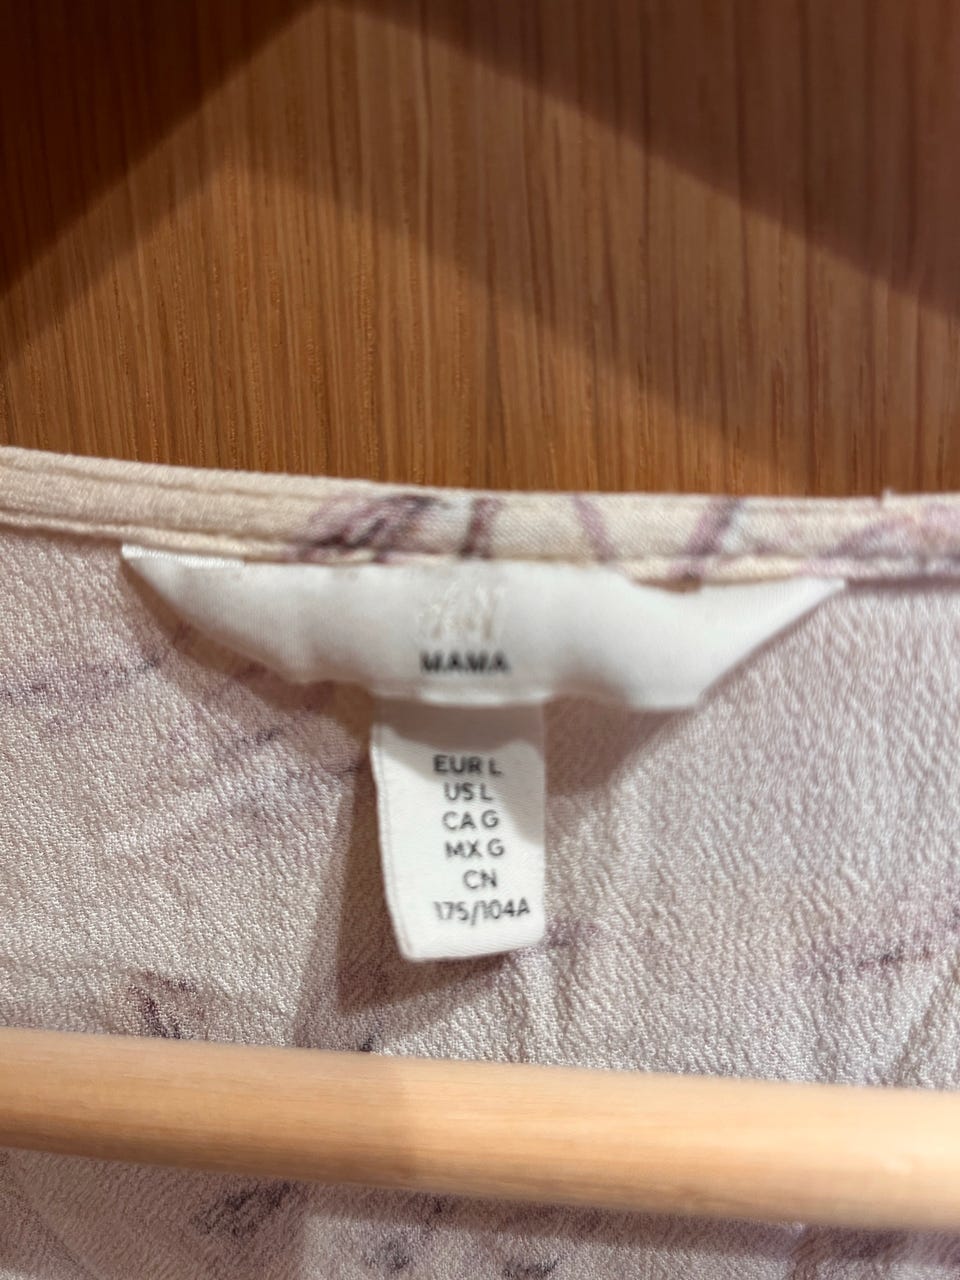 H&M
MAMA
EUR L
US L
CA G
MX G
CN
175/104A